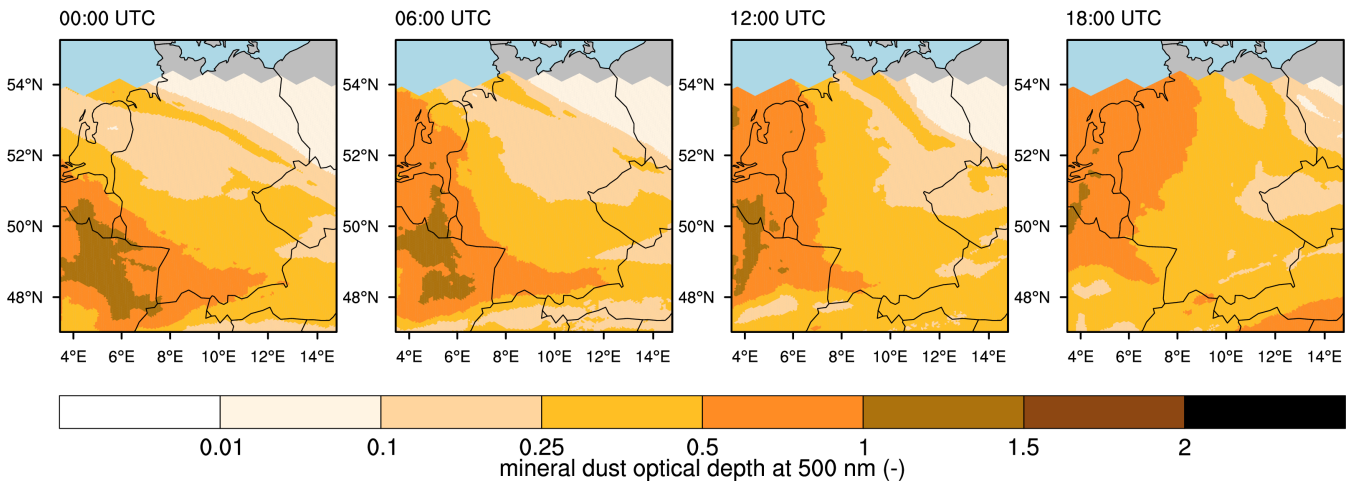 00:00 UTC 06:00 UTC 12:00 UTC 18:00 UTC
54°N 54°N 54°N 54°N
52°N 52°N 52°N 52°N
50°N 50°N 50°N 50°N
48°N 48°N 48°N 48°N
4°E 6°E 8°E 10°E 12°E 14°E 4°E 6°E 8°E 10°E 12°E 14°E 4°E 6°E 8°E 10°E 12°E 14°E 4°E 6°E 8°E 10°E 12°E 14°E
0.01 0.1 0.25 0.5 1 1.5 2
mineral dust optical depth at 500 nm (-)